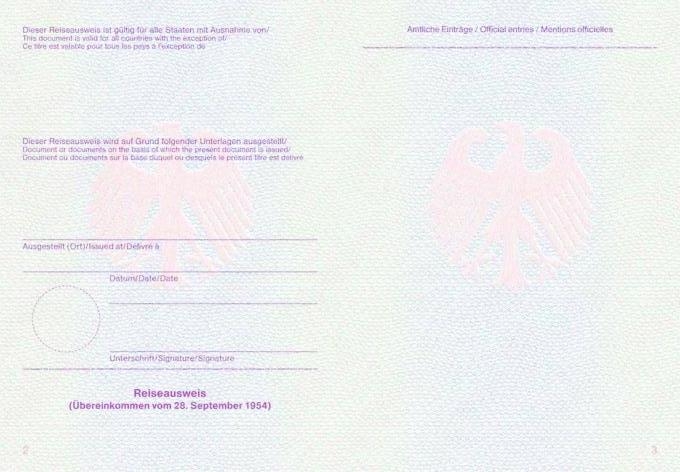 Dieser Reiseausweis ist gültig für alle Staaten mit Ausnahme von/
This document is valid for all countries with the exception of/
Ce titre est valable pour tous les pays à l'exception de
Dieser Reiseausweis wird auf Grund folgender Unterlagen ausgestellt/
Document or documents on the basis of which the present document is issued/
Document ou documents sur la base duquel ou desquels le présent titre est délivré
Ausgestellt (Ort)/Issued at/Délivré à
Datum/Date/Date
Unterschrift/Signature/Signature
Reiseausweis
(Übereinkommen vom 28. September 1954)
2
Amtliche Einträge / Official entries / Mentions officielles
3